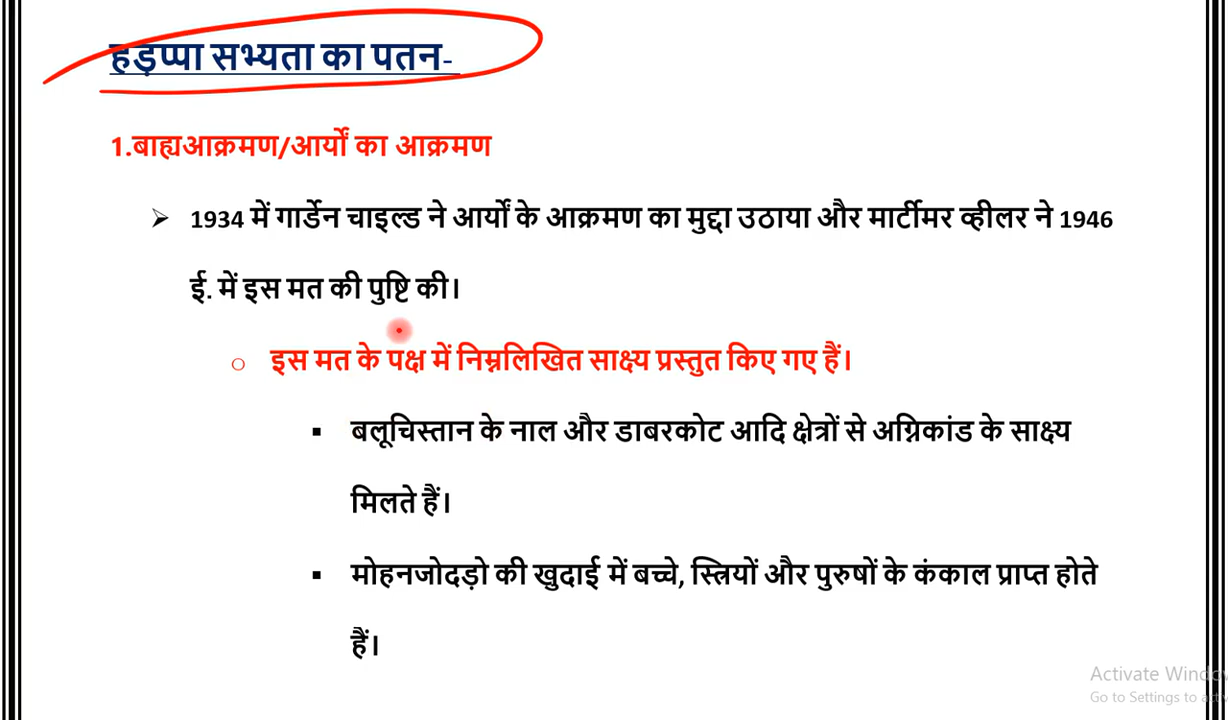 हड़प्पा सभ्यता का पतन-
1.बाह्यआक्रमण/आर्यों का आक्रमण
➢ 1934 में गार्डेन चाइल्ड ने आर्यों के आक्रमण का मुद्दा उठाया और मार्टीमर व्हीलर ने 1946
ई. में इस मत की पुष्टि की।
o इस मत के पक्ष में निम्नलिखित साक्ष्य प्रस्तुत किए गए हैं।
▪ बलूचिस्तान के नाल और डाबरकोट आदि क्षेत्रों से अग्निकांड के साक्ष्य
मिलते हैं।
▪ मोहनजोदड़ो की खुदाई में बच्चे, स्त्रियों और पुरुषों के कंकाल प्राप्त होते
हैं।
Activate Windo
Go to Settings to